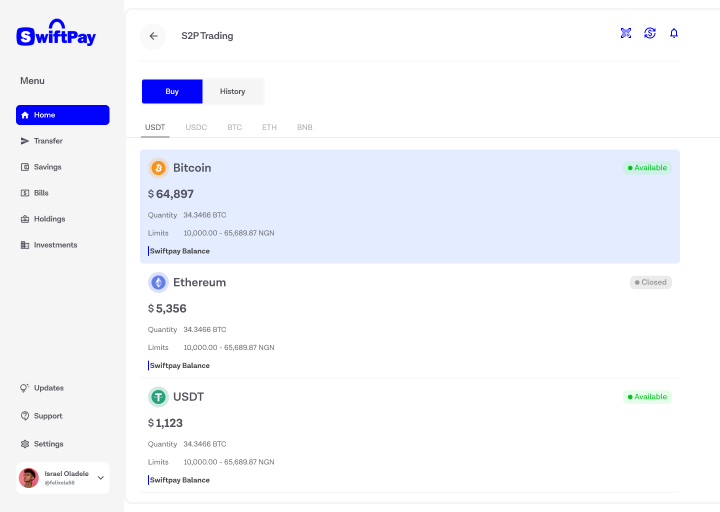 SwiftPay
Menu
Home
Transfer
Savings
Bills
Holdings
Investments
Updates
Support
Settings
Israel Oladele
@felixola98
S2P Trading
Buy
History
USDT
USDC
BTC
ETH
BNB
Bitcoin
Available
$ 64,897
Quantity 34.3466 BTC
Limits 10,000.00 - 65,689.87 NGN
Swiftpay Balance
Ethereum
Closed
$ 5,356
Quantity 34.3466 BTC
Limits 10,000.00 - 65,689.87 NGN
Swiftpay Balance
USDT
Available
$ 1,123
Quantity 34.3466 BTC
Limits 10,000.00 - 65,689.87 NGN
Swiftpay Balance